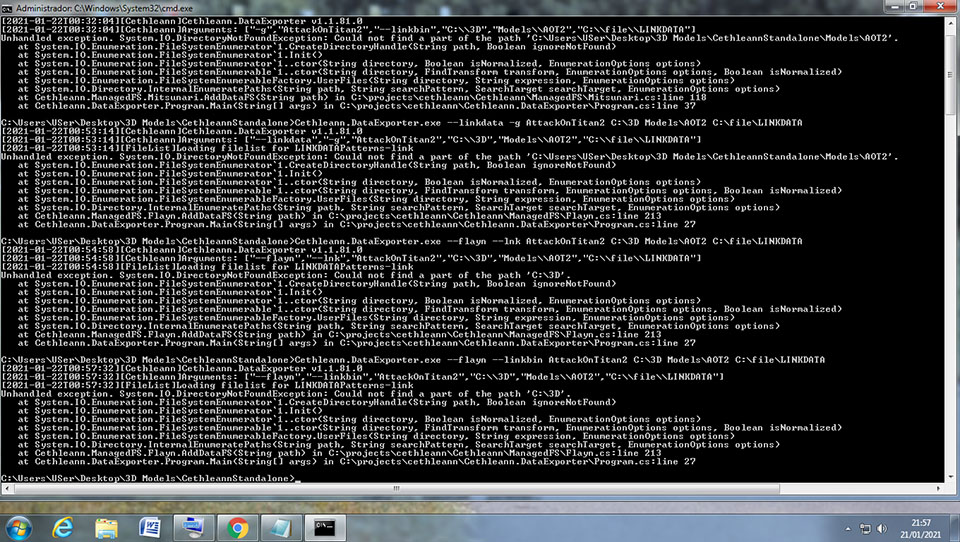 Administrador: C:\Windows\System32\cmd.exe
[2021-01-22T00:32:04][Cethleann]Cethleann.DataExporter v1.1.81.0
[2021-01-22T00:32:04][Cethleann]Arguments: ["-g","AttackOnTitan2","--linkbin","C:\\3D","Models\\AOT2","C:\\file\\LINKDATA"]
Unhandled exception. System.IO.DirectoryNotFoundException: Could not find a part of the path 'C:\Users\USer\Desktop\3D Models\CethleannStandalone\Models\AOT2'.
at System.IO.Enumeration.FileSystemEnumerator`1.CreateDirectoryHandle(String path, Boolean ignoreNotFound)
at System.IO.Enumeration.FileSystemEnumerator`1.Init()
at System.IO.Enumeration.FileSystemEnumerator`1..ctor(String directory, Boolean isNormalized, EnumerationOptions options)
at System.IO.Enumeration.FileSystemEnumerable`1..ctor(String directory, FindTransform transform, EnumerationOptions options, Boolean isNormalized)
at System.IO.Enumeration.FileSystemEnumerableFactory.UserFiles(String directory, String expression, EnumerationOptions options)
at System.IO.Directory.InternalEnumeratePaths(String path, String searchPattern, SearchTarget searchTarget, EnumerationOptions options)
at Cethleann.ManagedFS.Mitsunari.AddDataFS(String path) in C:\projects\cethleann\Cethleann\ManagedFS\Mitsunari.cs:line 118
at Cethleann.DataExporter.Program.Main(String[] args) in C:\projects\cethleann\Cethleann.DataExporter\Program.cs:line 37
C:\Users\USer\Desktop\3D Models\CethleannStandalone>Cethleann.DataExporter.exe --linkdata -g AttackOnTitan2 C:\3D Models\AOT2 C:\file\LINKDATA
[2021-01-22T00:53:14][Cethleann]Cethleann.DataExporter v1.1.81.0
[2021-01-22T00:53:14][Cethleann]Arguments: ["--linkdata","-g","AttackOnTitan2","C:\\3D","Models\\AOT2","C:\\file\\LINKDATA"]
[2021-01-22T00:53:14][FileList]Loading filelist for LINKDATAPatterns-link
Unhandled exception. System.IO.DirectoryNotFoundException: Could not find a part of the path 'C:\Users\USer\Desktop\3D Models\CethleannStandalone\Models\AOT2'.
at System.IO.Enumeration.FileSystemEnumerator`1.CreateDirectoryHandle(String path, Boolean ignoreNotFound)
at System.IO.Enumeration.FileSystemEnumerator`1.Init()
at System.IO.Enumeration.FileSystemEnumerator`1..ctor(String directory, Boolean isNormalized, EnumerationOptions options)
at System.IO.Enumeration.FileSystemEnumerable`1..ctor(String directory, FindTransform transform, EnumerationOptions options, Boolean isNormalized)
at System.IO.Enumeration.FileSystemEnumerableFactory.UserFiles(String directory, String expression, EnumerationOptions options)
at System.IO.Directory.InternalEnumeratePaths(String path, String searchPattern, SearchTarget searchTarget, EnumerationOptions options)
at Cethleann.ManagedFS.Flayn.AddDataFS(String path) in C:\projects\cethleann\Cethleann\ManagedFS\Flayn.cs:line 213
at Cethleann.DataExporter.Program.Main(String[] args) in C:\projects\cethleann\Cethleann.DataExporter\Program.cs:line 27
C:\Users\USer\Desktop\3D Models\CethleannStandalone>Cethleann.DataExporter.exe --flayn --lnk AttackOnTitan2 C:\3D Models\AOT2 C:\file\LINKDATA
[2021-01-22T00:54:58][Cethleann]Cethleann.DataExporter v1.1.81.0
[2021-01-22T00:54:58][Cethleann]Arguments: ["--flayn","--lnk","AttackOnTitan2","C:\\3D","Models\\AOT2","C:\\file\\LINKDATA"]
[2021-01-22T00:54:58][FileList]Loading filelist for LINKDATAPatterns-link
Unhandled exception. System.IO.DirectoryNotFoundException: Could not find a part of the path 'C:\3D'.
at System.IO.Enumeration.FileSystemEnumerator`1.CreateDirectoryHandle(String path, Boolean ignoreNotFound)
at System.IO.Enumeration.FileSystemEnumerator`1.Init()
at System.IO.Enumeration.FileSystemEnumerator`1..ctor(String directory, Boolean isNormalized, EnumerationOptions options)
at System.IO.Enumeration.FileSystemEnumerable`1..ctor(String directory, FindTransform transform, EnumerationOptions options, Boolean isNormalized)
at System.IO.Enumeration.FileSystemEnumerableFactory.UserFiles(String directory, String expression, EnumerationOptions options)
at System.IO.Directory.InternalEnumeratePaths(String path, String searchPattern, SearchTarget searchTarget, EnumerationOptions options)
at Cethleann.ManagedFS.Flayn.AddDataFS(String path) in C:\projects\cethleann\Cethleann\ManagedFS\Flayn.cs:line 213
at Cethleann.DataExporter.Program.Main(String[] args) in C:\projects\cethleann\Cethleann.DataExporter\Program.cs:line 27
C:\Users\USer\Desktop\3D Models\CethleannStandalone>Cethleann.DataExporter.exe --flayn --linkbin AttackOnTitan2 C:\3D Models\AOT2 C:\file\LINKDATA
[2021-01-22T00:57:32][Cethleann]Cethleann.DataExporter v1.1.81.0
[2021-01-22T00:57:32][Cethleann]Arguments: ["--flayn","--linkbin","AttackOnTitan2","C:\\3D","Models\\AOT2","C:\\file\\LINKDATA"]
[2021-01-22T00:57:32][FileList]Loading filelist for LINKDATAPatterns-link
Unhandled exception. System.IO.DirectoryNotFoundException: Could not find a part of the path 'C:\3D'.
at System.IO.Enumeration.FileSystemEnumerator`1.CreateDirectoryHandle(String path, Boolean ignoreNotFound)
at System.IO.Enumeration.FileSystemEnumerator`1.Init()
at System.IO.Enumeration.FileSystemEnumerator`1..ctor(String directory, Boolean isNormalized, EnumerationOptions options)
at System.IO.Enumeration.FileSystemEnumerable`1..ctor(String directory, FindTransform transform, EnumerationOptions options, Boolean isNormalized)
at System.IO.Enumeration.FileSystemEnumerableFactory.UserFiles(String directory, String expression, EnumerationOptions options)
at System.IO.Directory.InternalEnumeratePaths(String path, String searchPattern, SearchTarget searchTarget, EnumerationOptions options)
at Cethleann.ManagedFS.Flayn.AddDataFS(String path) in C:\projects\cethleann\Cethleann\ManagedFS\Flayn.cs:line 213
at Cethleann.DataExporter.Program.Main(String[] args) in C:\projects\cethleann\Cethleann.DataExporter\Program.cs:line 27
C:\Users\USer\Desktop\3D Models\CethleannStandalone>_
21:57
21/01/2021